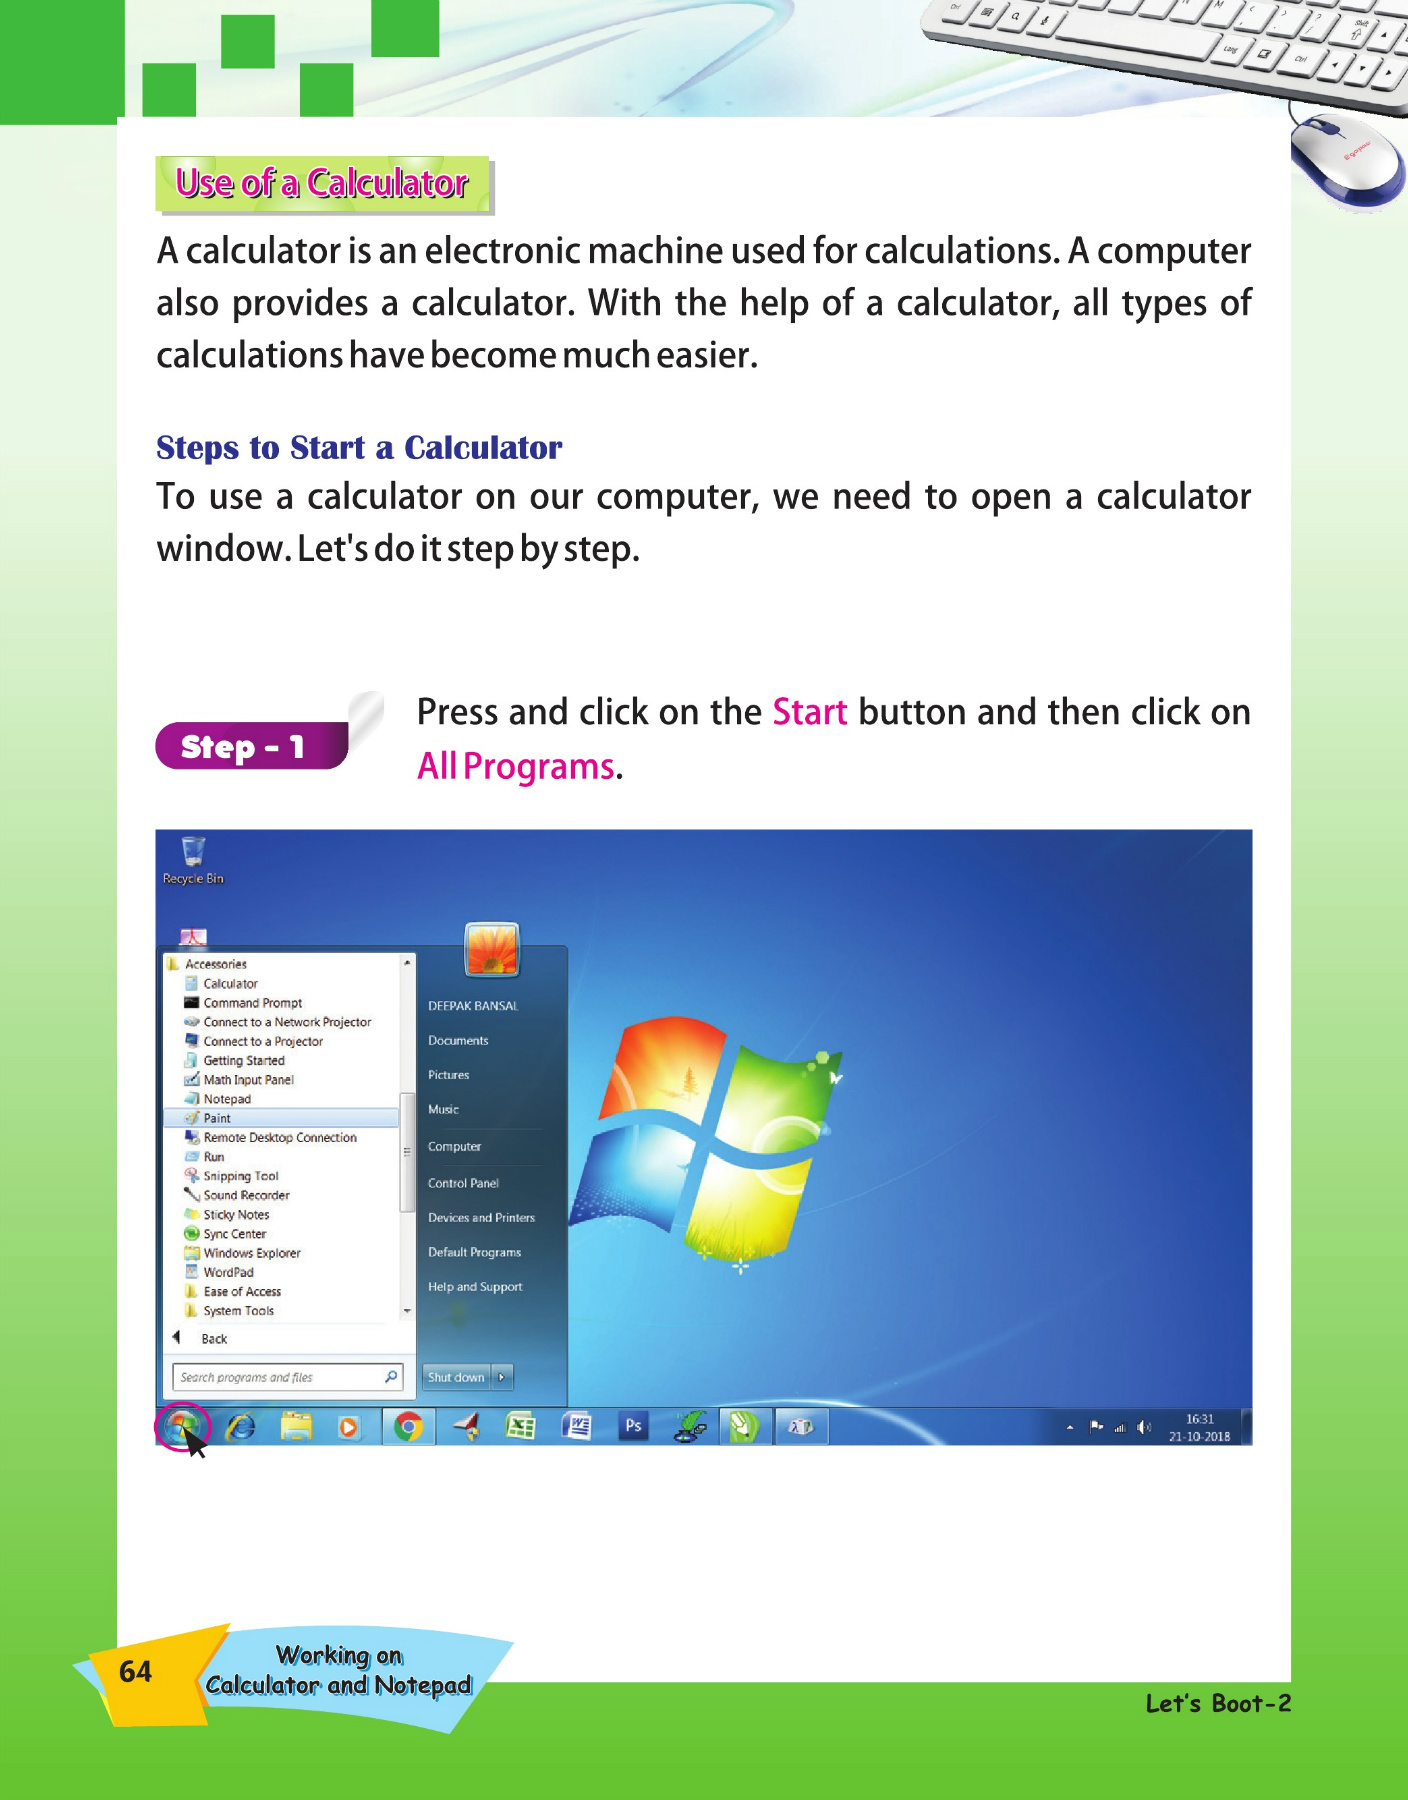 Use of a Calculator
A calculator is an electronic machine used for calculations. A computer
also provides a calculator. With the help of a calculator, all types of
calculations have become much easier.
Steps to Start a Calculator
To use a calculator on our computer, we need to open a calculator
window. Let's do it step by step.
Step - 1
Press and click on the Start button and then click on
All Programs.
Recycle Bin
Accessories
Calculator
Command Prompt
Connect to a Network Projector
Connect to a Projector
Getting Started
Math Input Panel
Notepad
Paint
Remote Desktop Connection
Run
Snipping Tool
Sound Recorder
Sticky Notes
Sync Center
Windows Explorer
WordPad
Ease of Access
System Tools
Back
Search programs and files
DEEPAK BANSAL
Documents
Pictures
Music
Computer
Control Panel
Devices and Printers
Default Programs
Help and Support
Shut down
Ps
16:31
21-10-2018
64
Working on
Calculator and Notepad
Let's Boot-2